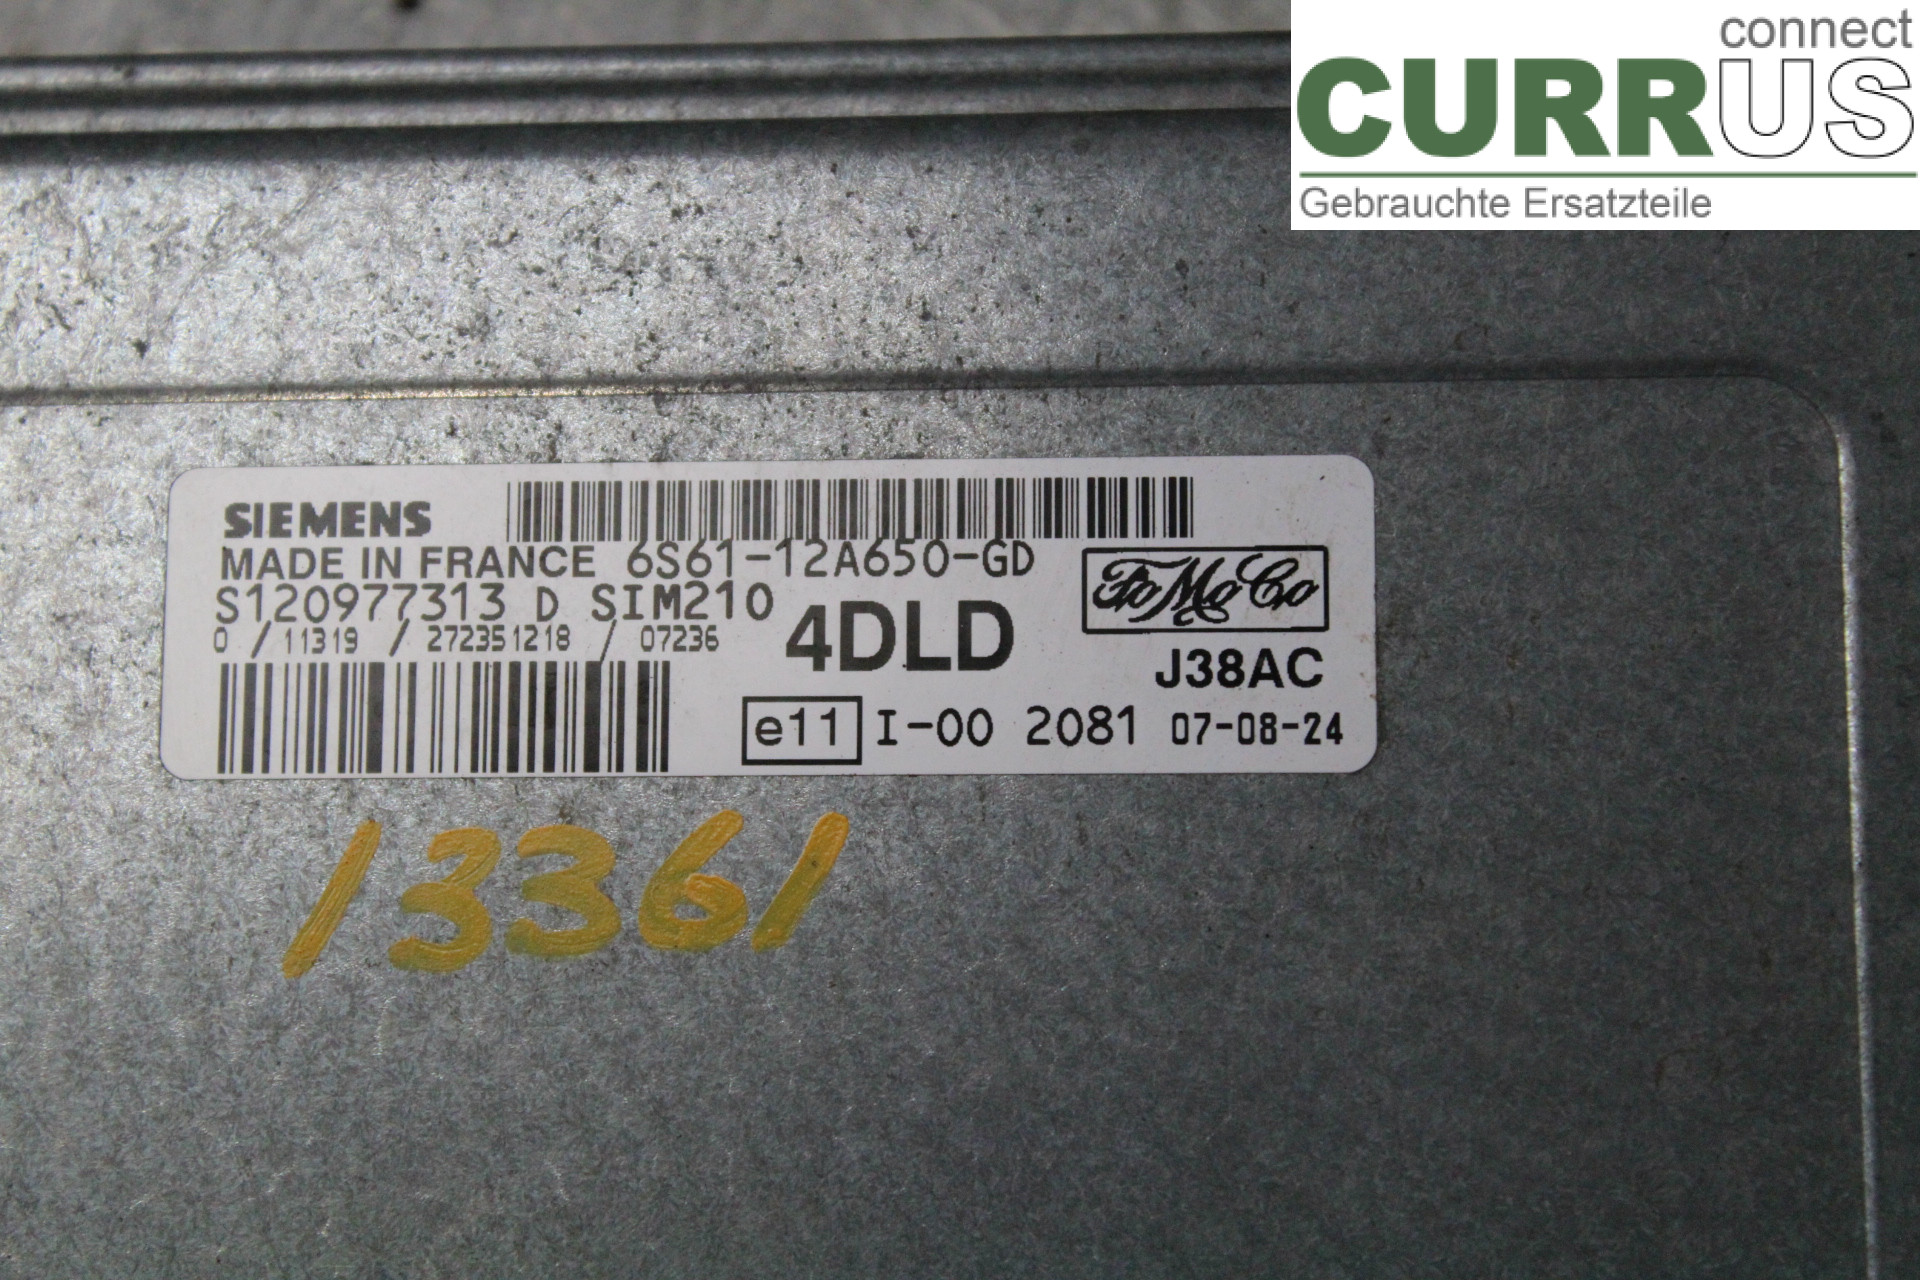 connect
CURRUS
Gebrauchte Ersatzteile
SIEMENS
MADE IN FRANCE 6S61-12A650-GD
S120977313 D SIM210
0 / 11319 / 272351218 / 07236
4DLD
FoMoCo
J38AC
e11 I-00 2081 07-08-24
13361